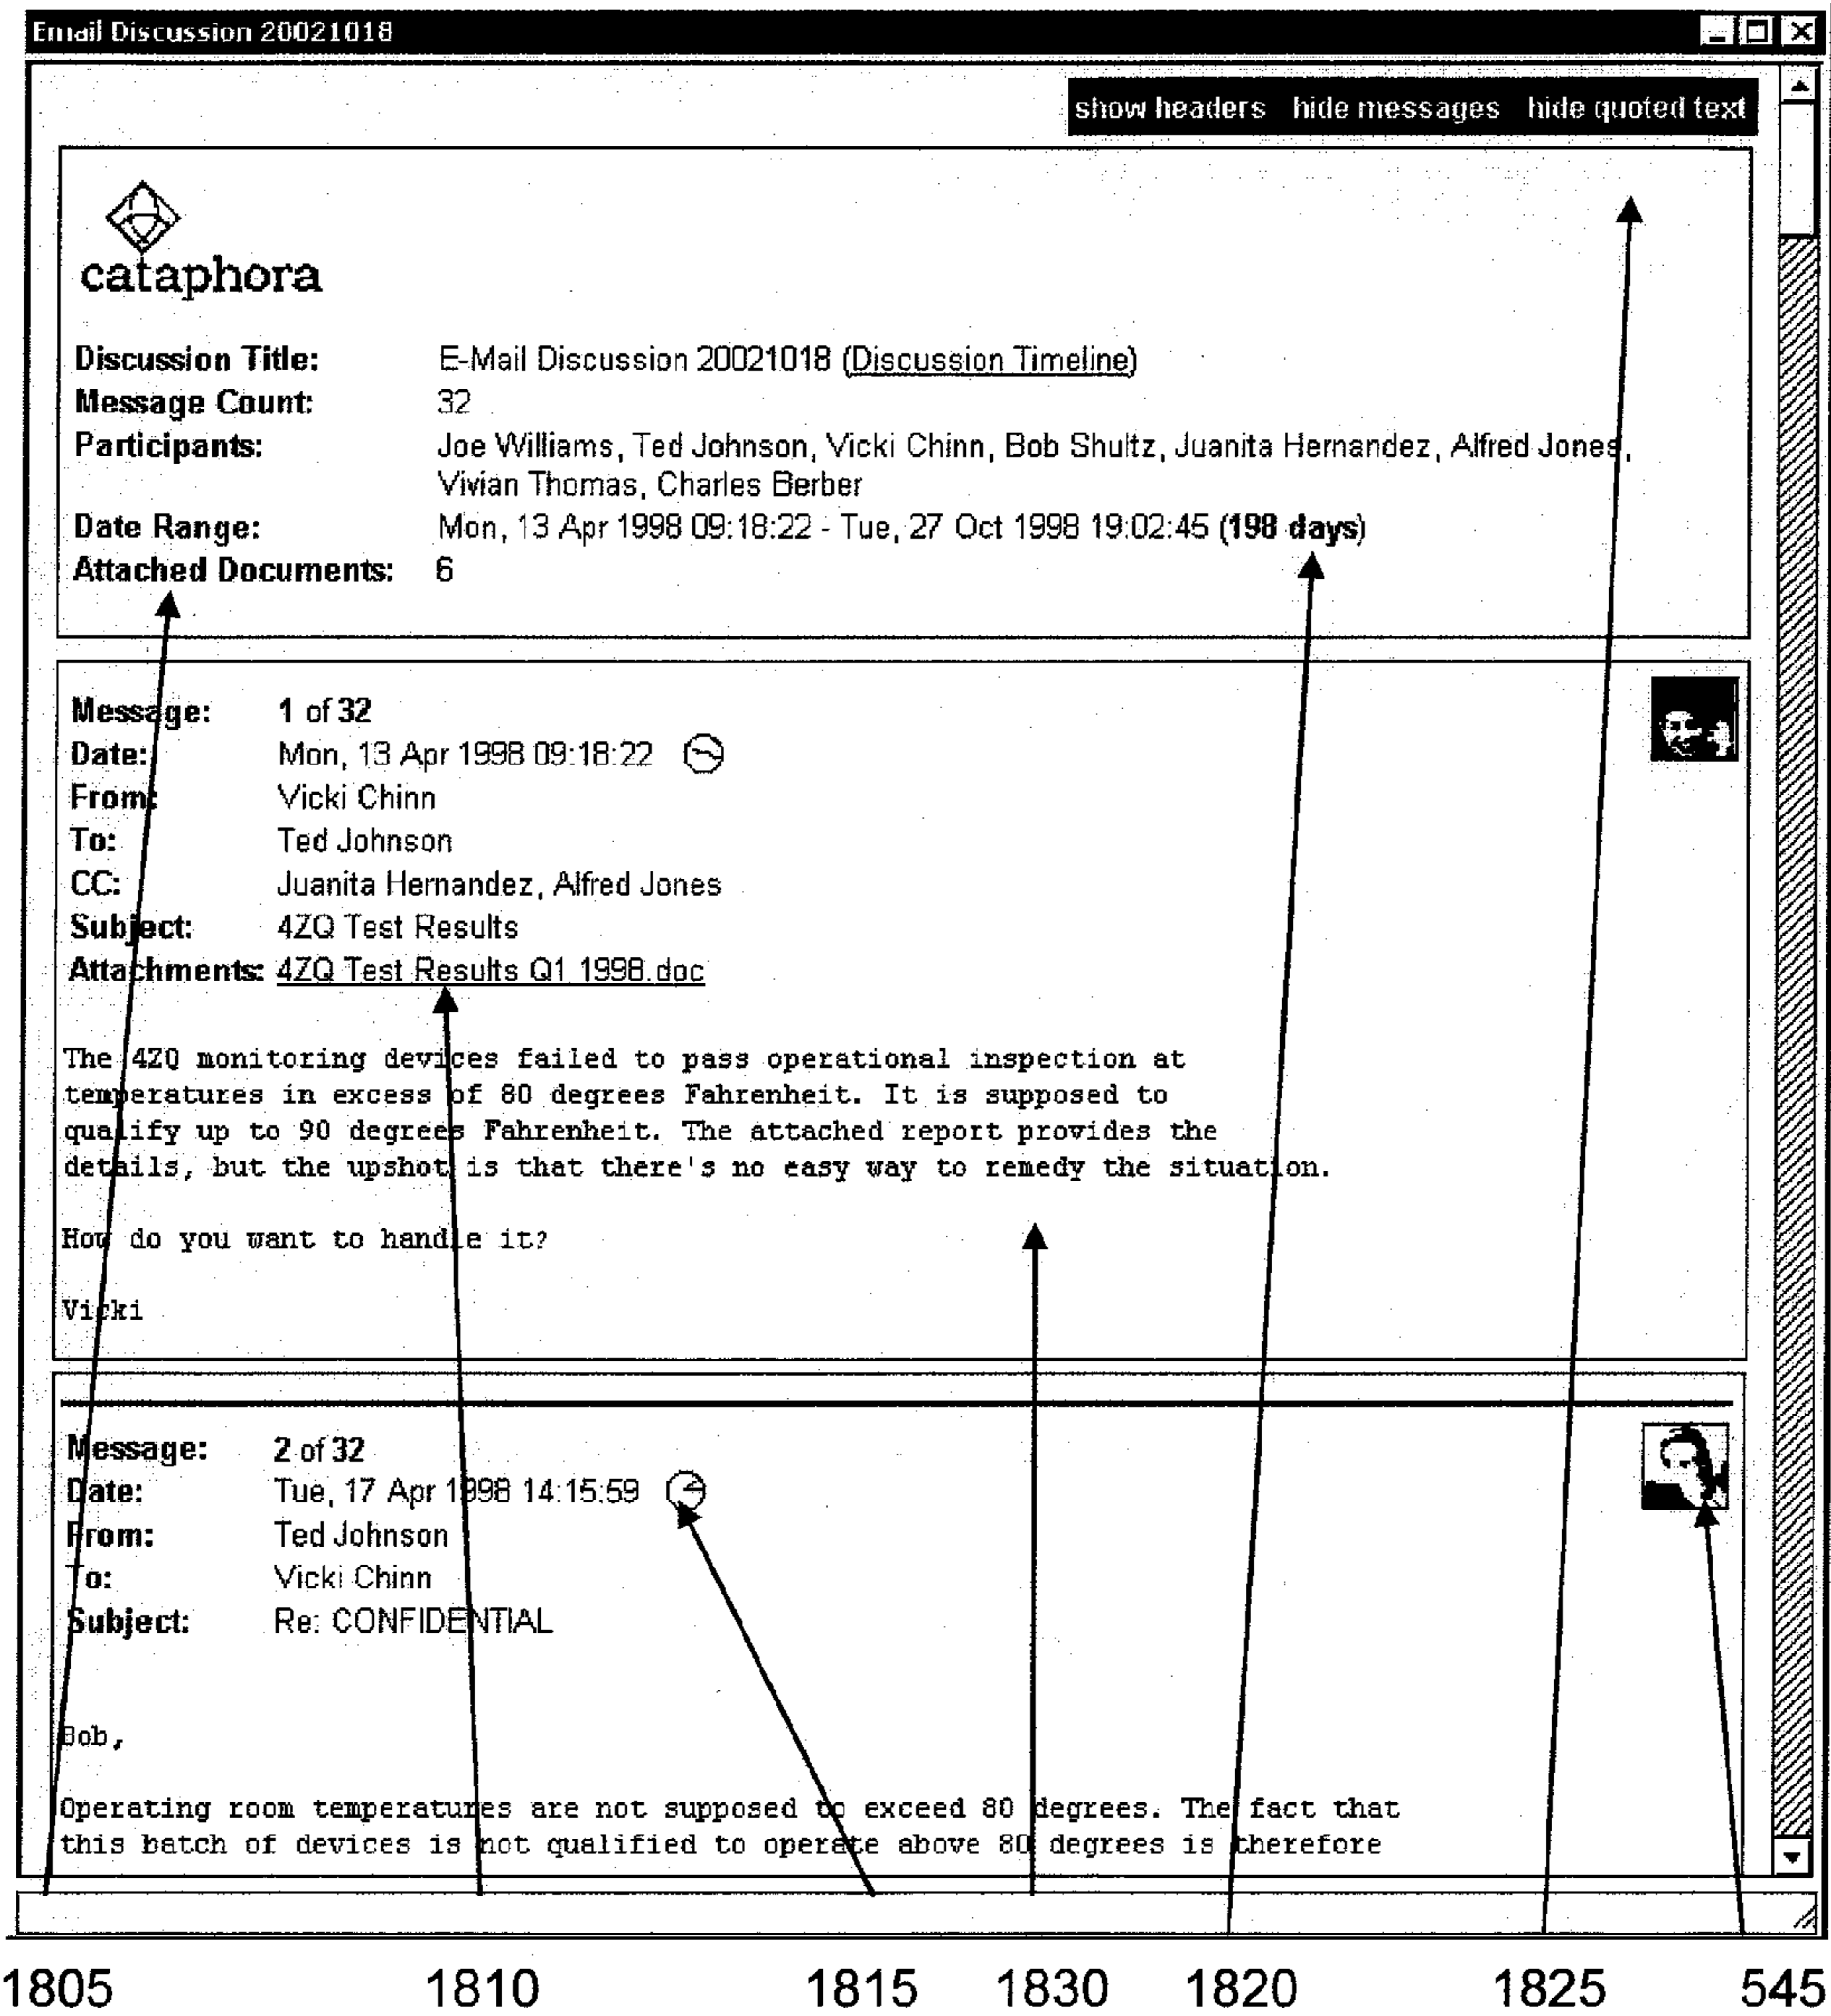 Email Discussion 20021018
show headers hide messages hide quoted text
cataphora
Discussion Title: E-Mail Discussion 20021018 (Discussion Timeline)
Message Count: 32
Participants: Joe Williams, Ted Johnson, Vicki Chinn, Bob Shultz, Juanita Hernandez, Alfred Jones,
Vivian Thomas, Charles Berber
Date Range: Mon, 13 Apr 1998 09:18:22 - Tue, 27 Oct 1998 19:02:45 (198 days)
Attached Documents: 6
Message: 1 of 32
Date: Mon, 13 Apr 1998 09:18:22
From: Vicki Chinn
To: Ted Johnson
CC: Juanita Hernandez, Alfred Jones
Subject: 4ZQ Test Results
Attachments: 4ZQ Test Results Q1 1998.doc
The 4ZQ monitoring devices failed to pass operational inspection at
temperatures in excess of 80 degrees Fahrenheit. It is supposed to
qualify up to 90 degrees Fahrenheit. The attached report provides the
details, but the upshot is that there's no easy way to remedy the situation.
How do you want to handle it?
Vicki
Message: 2 of 32
Date: Tue, 17 Apr 1998 14:15:59
From: Ted Johnson
To: Vicki Chinn
Subject: Re: CONFIDENTIAL
Bob,
Operating room temperatures are not supposed to exceed 80 degrees. The fact that
this batch of devices is not qualified to operate above 80 degrees is therefore
1805 1810 1815 1830 1820 1825 545